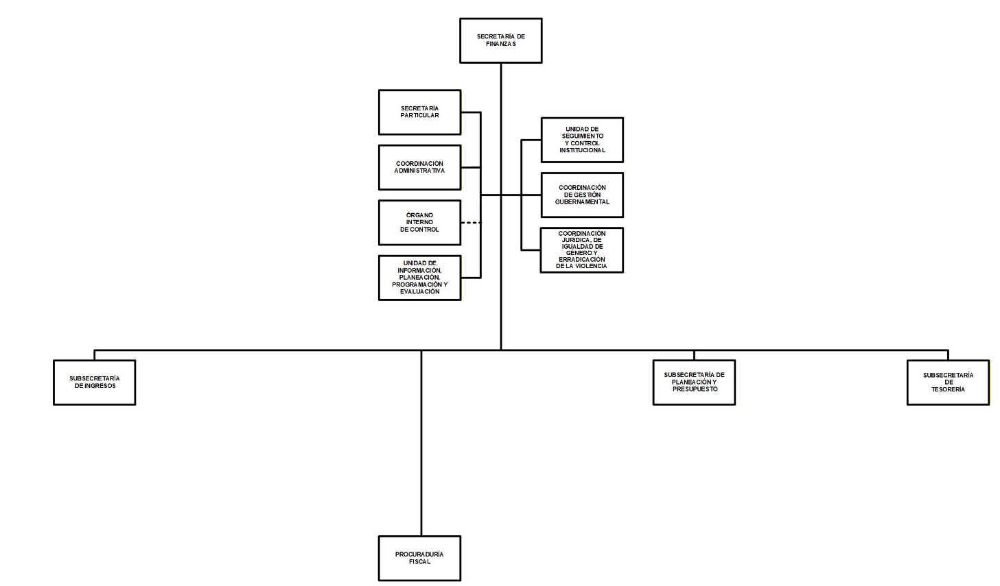 SECRETARÍA DE
FINANZAS
SECRETARÍA
PARTICULAR
UNIDAD DE
SEGUIMIENTO
Y CONTROL
INSTITUCIONAL
COORDINACIÓN
ADMINISTRATIVA
COORDINACIÓN
DE GESTIÓN
GUBERNAMENTAL
ÓRGANO
INTERNO
DE CONTROL
COORDINACIÓN
JURÍDICA, DE
IGUALDAD DE
GÉNERO Y
ERRADICACIÓN
DE LA VIOLENCIA
UNIDAD DE
INFORMACIÓN,
PLANEACIÓN,
PROGRAMACIÓN Y
EVALUACIÓN
SUBSECRETARÍA
DE INGRESOS
SUBSECRETARÍA DE
PLANEACIÓN Y
PRESUPUESTO
SUBSECRETARÍA
DE
TESORERÍA
PROCURADURÍA
FISCAL